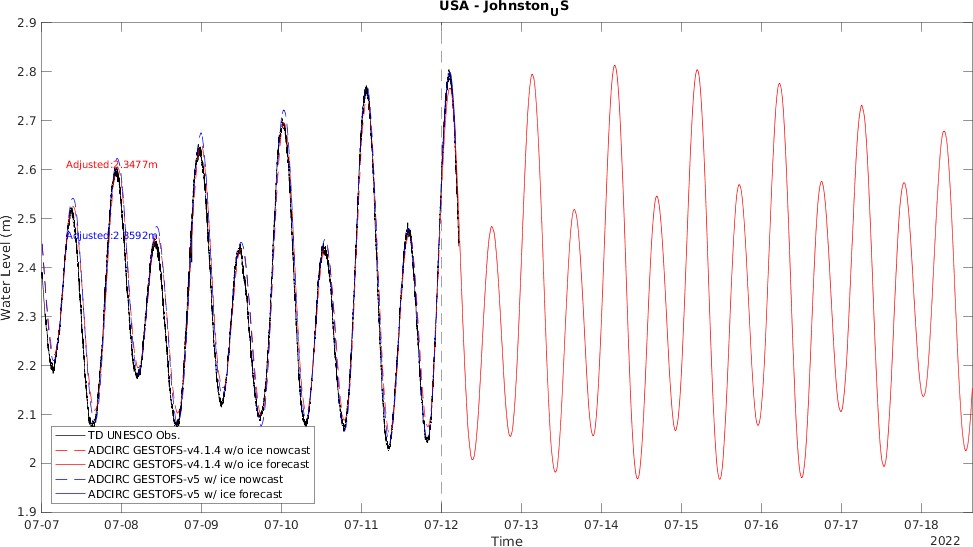 USA - Johnston_US
2.9
2.8
2.7
2.6
2.5
2.4
2.3
2.2
2.1
2
1.9
Water Level (m)
Adjusted:2.3477m
Adjusted:2.3592m
TD UNESCO Obs.
ADCIRC GESTOFS-v4.1.4 w/o ice nowcast
ADCIRC GESTOFS-v4.1.4 w/o ice forecast
ADCIRC GESTOFS-v5 w/ ice nowcast
ADCIRC GESTOFS-v5 w/ ice forecast
07-07 07-08 07-09 07-10 07-11 07-12 07-13 07-14 07-15 07-16 07-17 07-18
Time
2022